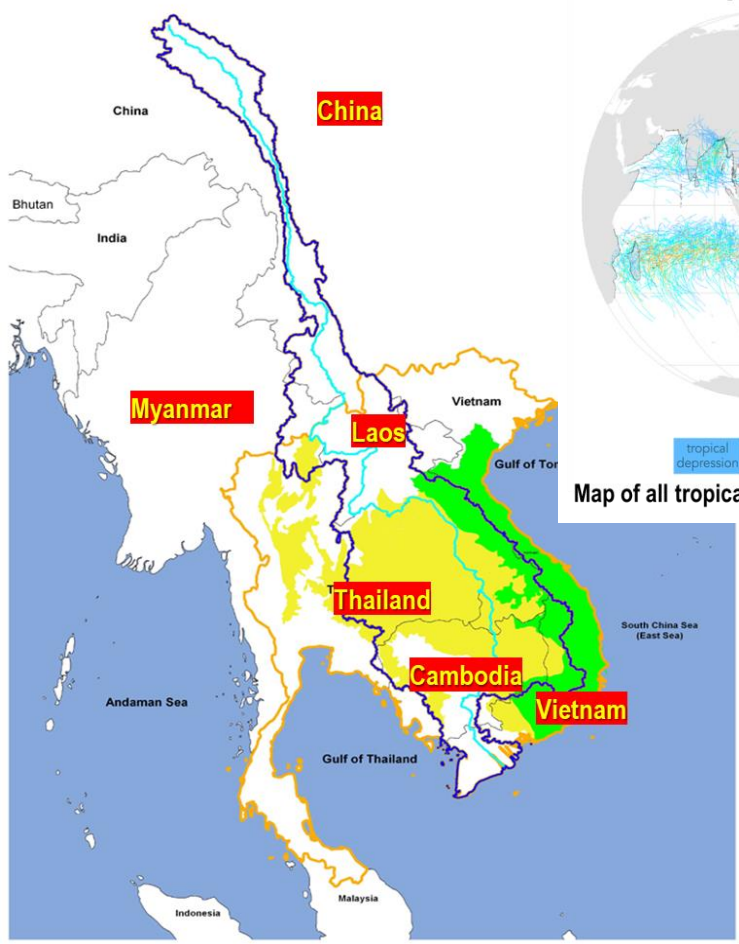 China
China
Bhutan
India
Myanmar
Vietnam
Laos
Gulf of Tor
tropical
depression
Map of all tropica
Thailand
South China Sea
(East Sea)
Cambodia
Vietnam
Andaman Sea
Gulf of Thailand
Malaysia
Indonesia